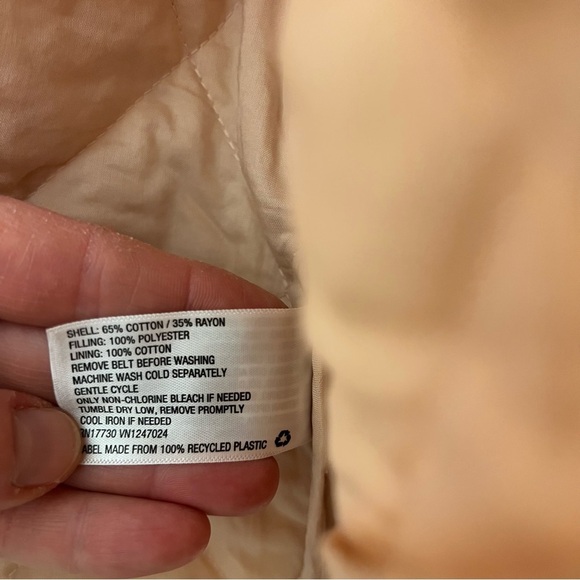 SHELL: 65% COTTON / 35% RAYON
FILLING: 100% POLYESTER
LINING: 100% COTTON
REMOVE BELT BEFORE WASHING
MACHINE WASH COLD SEPARATELY
GENTLE CYCLE
ONLY NON-CHLORINE BLEACH IF NEEDED
TUMBLE DRY LOW, REMOVE PROMPTLY
COOL IRON IF NEEDED
RN17730 VN1247024
LABEL MADE FROM 100% RECYCLED PLASTIC